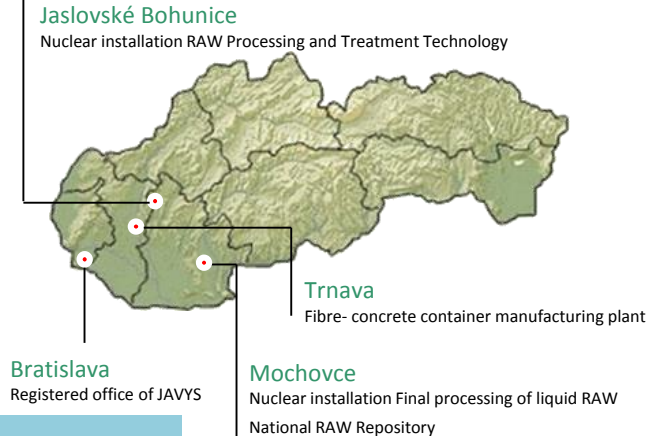 Jaslovské Bohunice
Nuclear installation RAW Processing and Treatment Technology
Trnava
Fibre- concrete container manufacturing plant
Bratislava
Registered office of JAVYS
Mochovce
Nuclear installation Final processing of liquid RAW
National RAW Repository